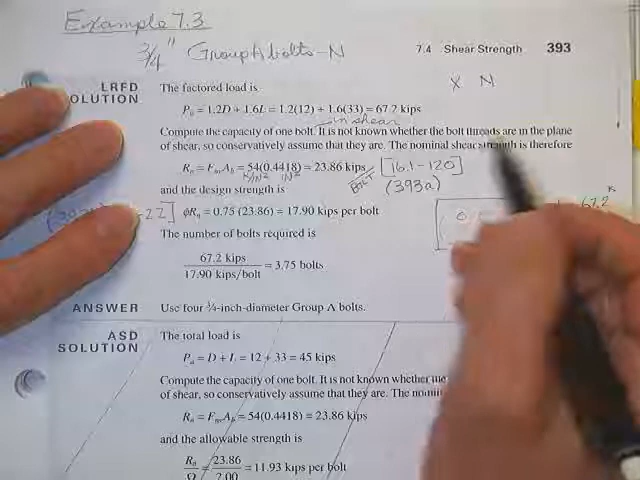 Example 7.3
3/4" Group A bolts - N
7.4 Shear Strength 393
X N
LRFD
OLUTION
The factored load is
Pu = 1.2D + 1.6L = 1.2(12) + 1.6(33) = 67.2 kips
in shear
Compute the capacity of one bolt. It is not known whether the bolt threads are in the plane
of shear, so conservatively assume that they are. The nominal shear strength is therefore
Rn = FnvAb = 54(0.4418) = 23.86 kips [16.1-120]
K/IN² IN² BOLT
and the design strength is (393a)
-22] ϕRn = 0.75(23.86) = 17.90 kips per bolt 67.2 K
The number of bolts required is
67.2 kips
17.90 kips/bolt
= 3.75 bolts
ANSWER Use four 3/4-inch-diameter Group A bolts.
ASD
SOLUTION
The total load is
Pa = D + L = 12 + 33 = 45 kips
Compute the capacity of one bolt. It is not known whether the
of shear, so conservatively assume that they are. The nomin
Rn = FnvAb = 54(0.4418) = 23.86 kips
and the allowable strength is
Rn/Ω = 23.86/2.00 = 11.93 kips per bolt